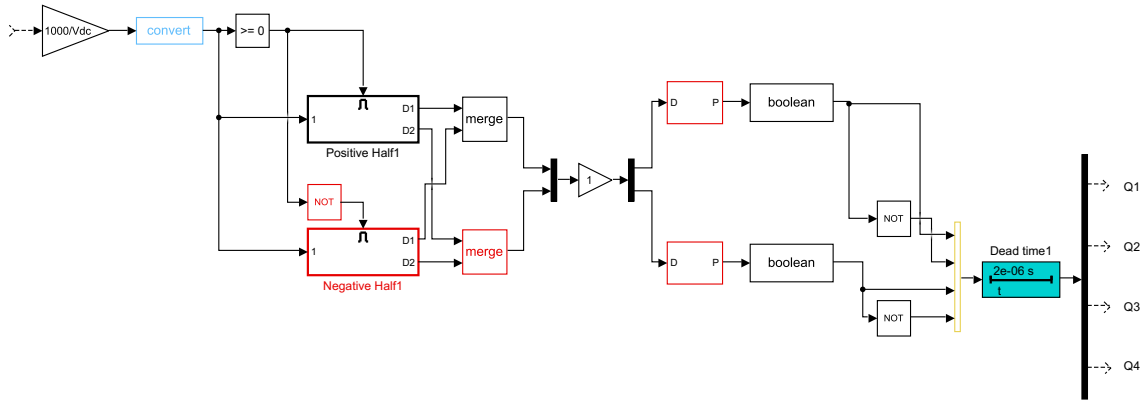 1000/Vdc
convert
>= 0
1
D1
D2
Positive Half1
merge
NOT
1
D1
D2
Negative Half1
merge
1
D P
boolean
D P
boolean
NOT
NOT
Dead time1
2e-06 s
t
Q1
Q2
Q3
Q4